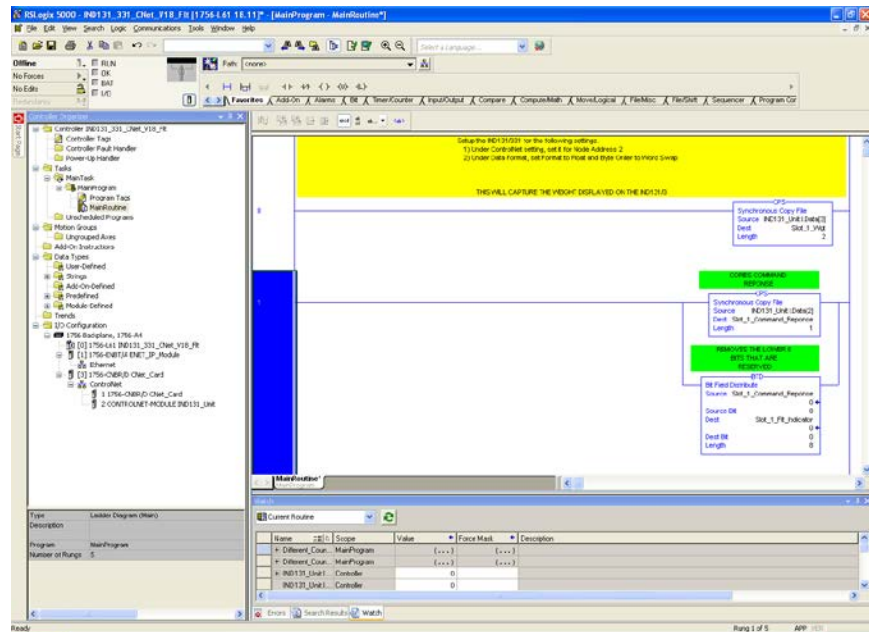 RSLogix 5000 - IND131_331_CNet_V18_Flt [1756-L61 18.11]* - [MainProgram - MainRoutine*]
File Edit View Search Logic Communications Tools Window Help
Select a Language...
Offline
RUN
No Forces
OK
No Edits
BAT
I/O
Redundancy
Path: <none>
Favorites
Add-On
Alarms
Bit
Timer/Counter
Input/Output
Compare
Compute/Math
Move/Logical
File/Misc
File/Shift
Sequencer
Program Con
Start Page
Controller Organizer
Controller IND131_331_CNet_V18_Flt
Controller Tags
Controller Fault Handler
Power-Up Handler
Tasks
MainTask
MainProgram
Program Tags
MainRoutine
Unscheduled Programs
Motion Groups
Ungrouped Axes
Add-On Instructions
Data Types
User-Defined
Strings
Add-On-Defined
Predefined
Module-Defined
Trends
I/O Configuration
1756 Backplane, 1756-A4
[0] 1756-L61 IND131_331_CNet_V18_Flt
[1] 1756-ENBT/A ENET_IP_Module
Ethernet
[3] 1756-CNBR/D CNet_Card
ControlNet
1 1756-CNBR/D CNet_Card
2 CONTROLNET-MODULE IND131_Unit
Type Ladder Diagram (Main)
Description
Program MainProgram
Number of Rungs 5
Setup the IND131/331 for the following settings.
1) Under ControlNet setting, set it for Node Address 2
2) Under Data Format, set Format to Float and Byte Order to Word Swap
THIS WILL CAPTURE THE WEIGHT DISPLAYED ON THE IND131/3
0
CPS
Synchronous Copy File
Source IND131_Unit:I.Data[3]
Dest Slot_1_Wgt
Length 2
1
COPIES COMMAND
REPONSE
CPS
Synchronous Copy File
Source IND131_Unit:I.Data[2]
Dest Slot_1_Command_Reponse
Length 1
REMOVES THE LOWER 8
BITS THAT ARE
RESERVED
BTD
Bit Field Distribute
Source Slot_1_Command_Reponse
0
Source Bit 8
Dest Slot_1_Flt_Indicator
0
Dest Bit 0
Length 8
MainRoutine*
MainProgram
Watch
Current Routine
Name Scope Value Force Mask Description
Different_Coun... MainProgram {...} {...}
Different_Coun... MainProgram {...} {...}
IND131_Unit:I... Controller 0
IND131_Unit:I... Controller 0
Errors
Search Results
Watch
Ready
Rung 1 of 5
APP
VER